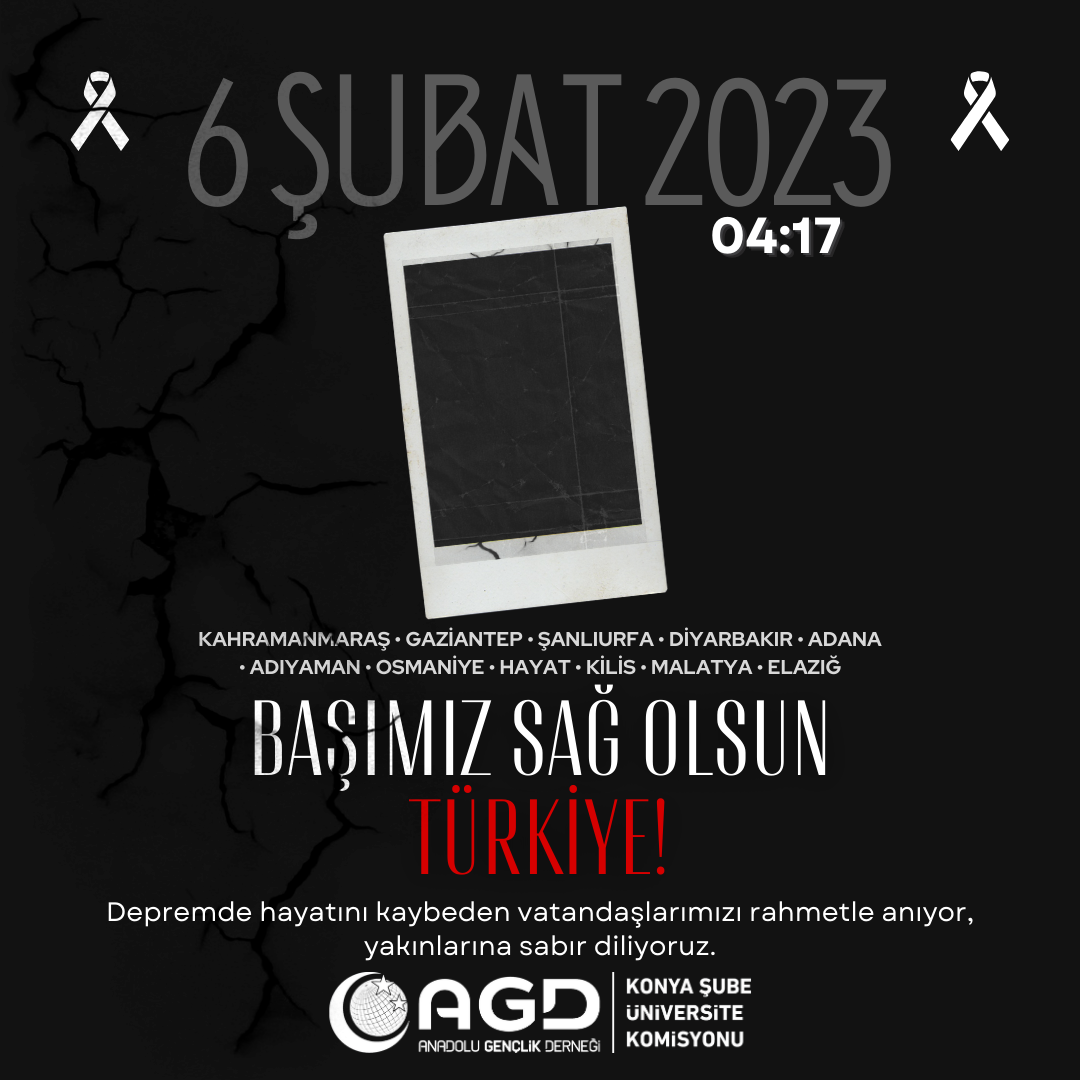 6 ŞUBAT 2023
04:17
KAHRAMANMARAŞ • GAZİANTEP • ŞANLIURFA • DİYARBAKIR • ADANA
• ADIYAMAN • OSMANİYE • HAYAT • KİLİS • MALATYA • ELAZIĞ
BAŞIMIZ SAĞ OLSUN
TÜRKİYE!
Depremde hayatını kaybeden vatandaşlarımızı rahmetle anıyor,
yakınlarına sabır diliyoruz.
AGD
ANADOLU GENÇLİK DERNEĞİ
KONYA ŞUBE
ÜNİVERSİTE
KOMİSYONU